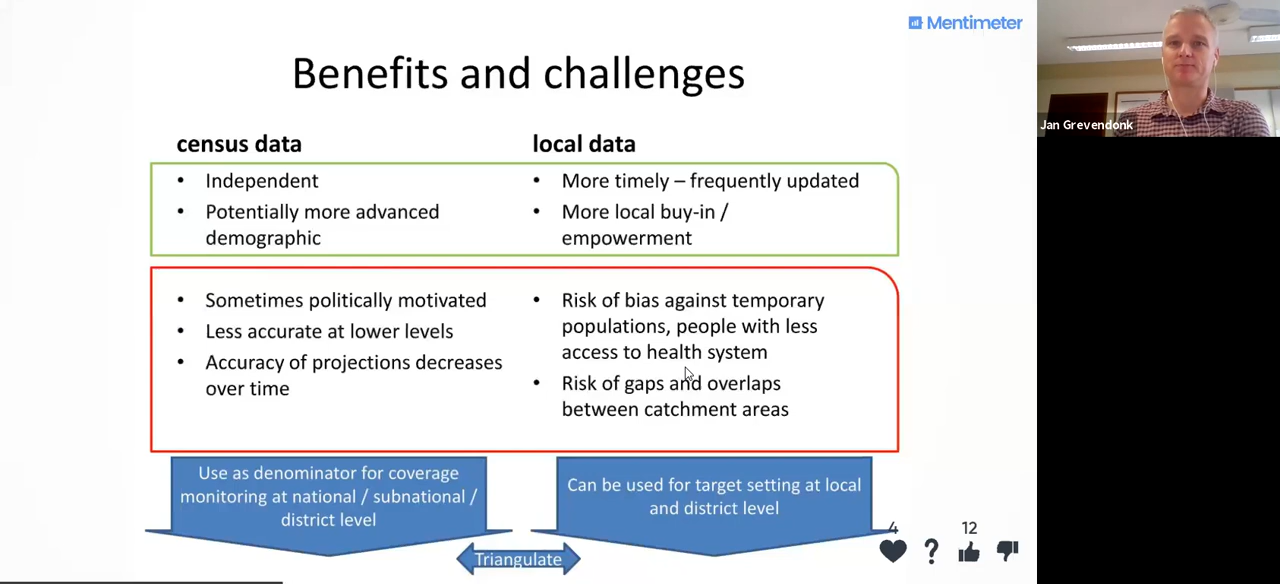 Mentimeter
Benefits and challenges
census data
local data
• Independent
• Potentially more advanced
demographic
• More timely – frequently updated
• More local buy-in /
empowerment
• Sometimes politically motivated
• Less accurate at lower levels
• Accuracy of projections decreases
over time
• Risk of bias against temporary
populations, people with less
access to health system
• Risk of gaps and overlaps
between catchment areas
Use as denominator for coverage
monitoring at national / subnational /
district level
Can be used for target setting at local
and district level
Triangulate
4
?
12
Jan Grevendonk